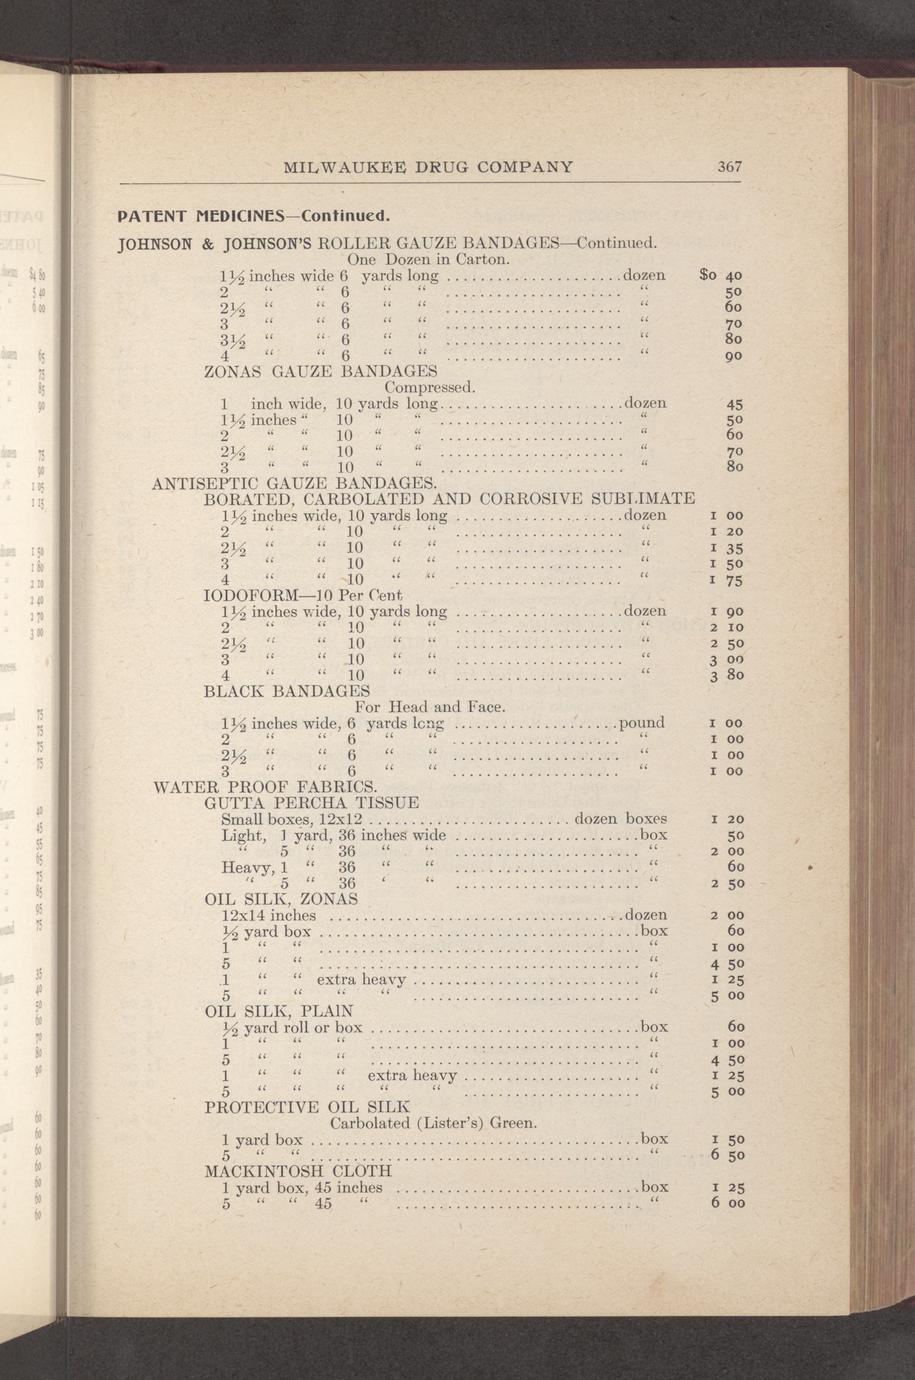 MILWAUKEE DRUG COMPANY 367
PATENT MEDICINES—Continued.
JOHNSON & JOHNSON'S ROLLER GAUZE BANDAGES—Continued.
One Dozen in Carton.
1½ inches wide 6 yards long ..................... dozen $0 40
2 “ “ 6 “ “ ..................... “ 50
2½ “ “ 6 “ “ ..................... “ 60
3 “ “ 6 “ “ ..................... “ 70
3½ “ “ 6 “ “ ..................... “ 80
4 “ “ 6 “ “ ..................... “ 90
ZONAS GAUZE BANDAGES
Compressed.
1 inch wide, 10 yards long...................... dozen 45
1½ inches “ 10 “ “ ...................... “ 50
2 “ “ 10 “ “ ...................... “ 60
2½ “ “ 10 “ “ ...................... “ 70
3 “ “ 10 “ “ ...................... “ 80
ANTISEPTIC GAUZE BANDAGES.
BORATED, CARBOLATED AND CORROSIVE SUBLIMATE
1½ inches wide, 10 yards long .................... dozen 1 00
2 “ “ 10 “ “ .................... “ 1 20
2½ “ “ 10 “ “ .................... “ 1 35
3 “ “ 10 “ “ .................... “ 1 50
4 “ “ 10 “ “ .................... “ 1 75
IODOFORM—10 Per Cent
1½ inches wide, 10 yards long .................... dozen 1 90
2 “ “ 10 “ “ .................... “ 2 10
2½ “ “ 10 “ “ .................... “ 2 50
3 “ “ 10 “ “ .................... “ 3 00
4 “ “ 10 “ “ .................... “ 3 80
BLACK BANDAGES
For Head and Face.
1½ inches wide, 6 yards long .................... pound 1 00
2 “ “ 6 “ “ .................... “ 1 00
2½ “ “ 6 “ “ .................... “ 1 00
3 “ “ 6 “ “ .................... “ 1 00
WATER PROOF FABRICS.
GUTTA PERCHA TISSUE
Small boxes, 12x12 ........................ dozen boxes 1 20
Light, 1 yard, 36 inches wide ...................... box 50
“ 5 “ 36 “ “ ...................... “ 2 00
Heavy, 1 “ 36 “ “ ...................... “ 60
“ 5 “ 36 ‘ “ ...................... “ 2 50
OIL SILK, ZONAS
12x14 inches ................................... dozen 2 00
½ yard box ...................................... box 60
1 “ “ ...................................... “ 1 00
5 “ “ ...................................... “ 4 50
1 “ “ extra heavy ........................... “ 1 25
5 “ “ “ “ ........................... “ 5 00
OIL SILK, PLAIN
½ yard roll or box ................................ box 60
1 “ “ “ ................................ “ 1 00
5 “ “ “ ................................ “ 4 50
1 “ “ “ extra heavy ..................... “ 1 25
5 “ “ “ “ “ ..................... “ 5 00
PROTECTIVE OIL SILK
Carbolated (Lister's) Green.
1 yard box ....................................... box 1 50
5 “ “ ....................................... “ 6 50
MACKINTOSH CLOTH
1 yard box, 45 inches ............................. box 1 25
5 “ “ 45 “ ............................. “ 6 00